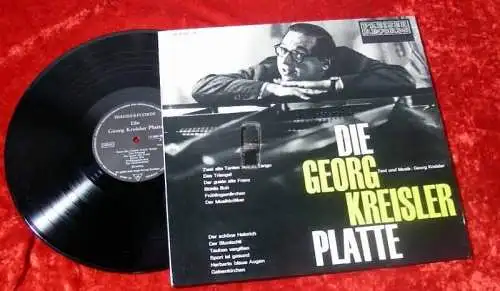 PREISER
RECORDS
DIE
GEORG
KREISLER
PLATTE
Text und Musik: Georg Kreisler
Zwei alte Tanten tanzen Tango
Das Triangel
Der guate alte Franz
Bidla Buh
Frühlingsmärchen
Der Musikkritiker
Der schöne Heinrich
Der Bluntschli
Tauben vergiften
Sport ist gesund
Herberts blaue Augen
Gelsenkirchen
PREISERRECORDS
Die
Georg Kreisler Platte